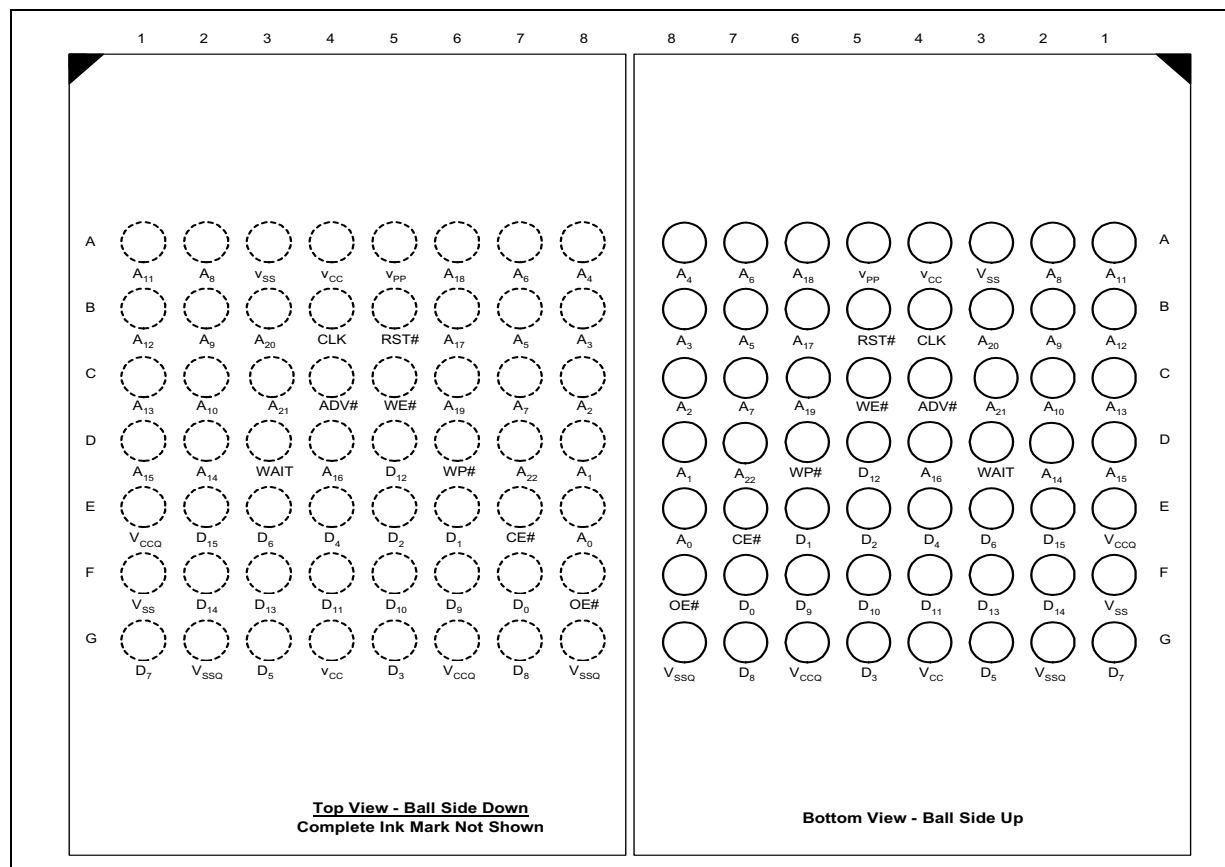 1 2 3 4 5 6 7 8
A
A₁₁ A₈ vSS vCC vPP A₁₈ A₆ A₄
B
A₁₂ A₉ A₂₀ CLK RST# A₁₇ A₅ A₃
C
A₁₃ A₁₀ A₂₁ ADV# WE# A₁₉ A₇ A₂
D
A₁₅ A₁₄ WAIT A₁₆ D₁₂ WP# A₂₂ A₁
E
VCCQ D₁₅ D₆ D₄ D₂ D₁ CE# A₀
F
VSS D₁₄ D₁₃ D₁₁ D₁₀ D₉ D₀ OE#
G
D₇ VSSQ D₅ vCC D₃ VCCQ D₈ VSSQ
Top View - Ball Side Down
Complete Ink Mark Not Shown
8 7 6 5 4 3 2 1
A
A₄ A₆ A₁₈ vPP vCC VSS A₈ A₁₁
B
A₃ A₅ A₁₇ RST# CLK A₂₀ A₉ A₁₂
C
A₂ A₇ A₁₉ WE# ADV# A₂₁ A₁₀ A₁₃
D
A₁ A₂₂ WP# D₁₂ A₁₆ WAIT A₁₄ A₁₅
E
A₀ CE# D₁ D₂ D₄ D₆ D₁₅ VCCQ
F
OE# D₀ D₉ D₁₀ D₁₁ D₁₃ D₁₄ VSS
G
VSSQ D₈ VCCQ D₃ VCC D₅ VSSQ D₇
Bottom View - Ball Side Up